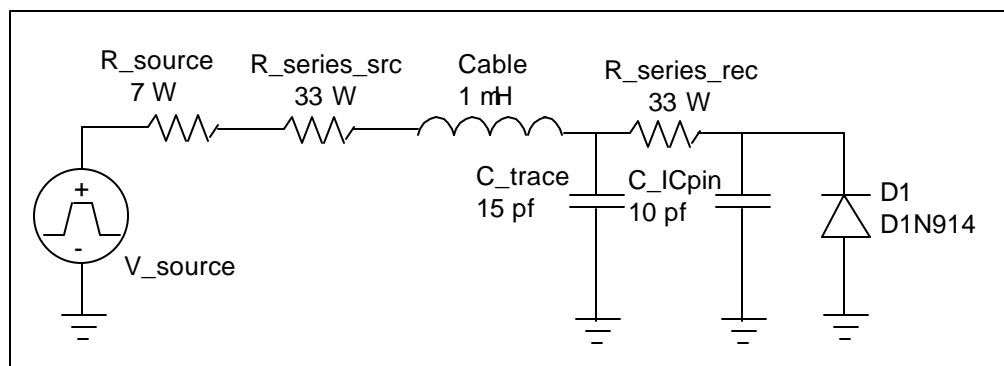 R_source
7 W
R_series_src
33 W
Cable
1 mH
R_series_rec
33 W
C_trace
15 pf
C_ICpin
10 pf
D1
D1N914
+
-
V_source